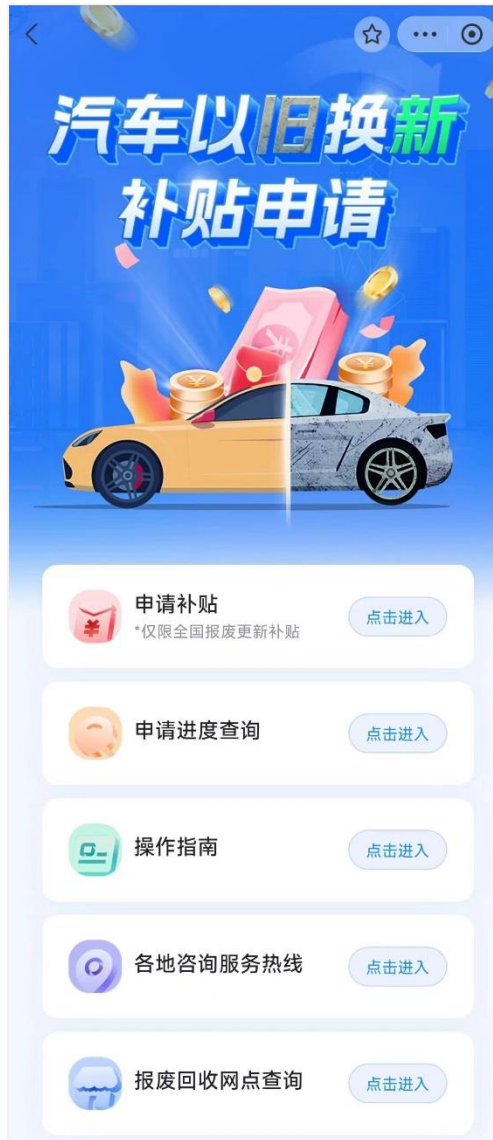 汽车以旧换新
补贴申请
申请补贴
*仅限全国报废更新补贴
点击进入
申请进度查询
点击进入
操作指南
点击进入
各地咨询服务热线
点击进入
报废回收网点查询
点击进入